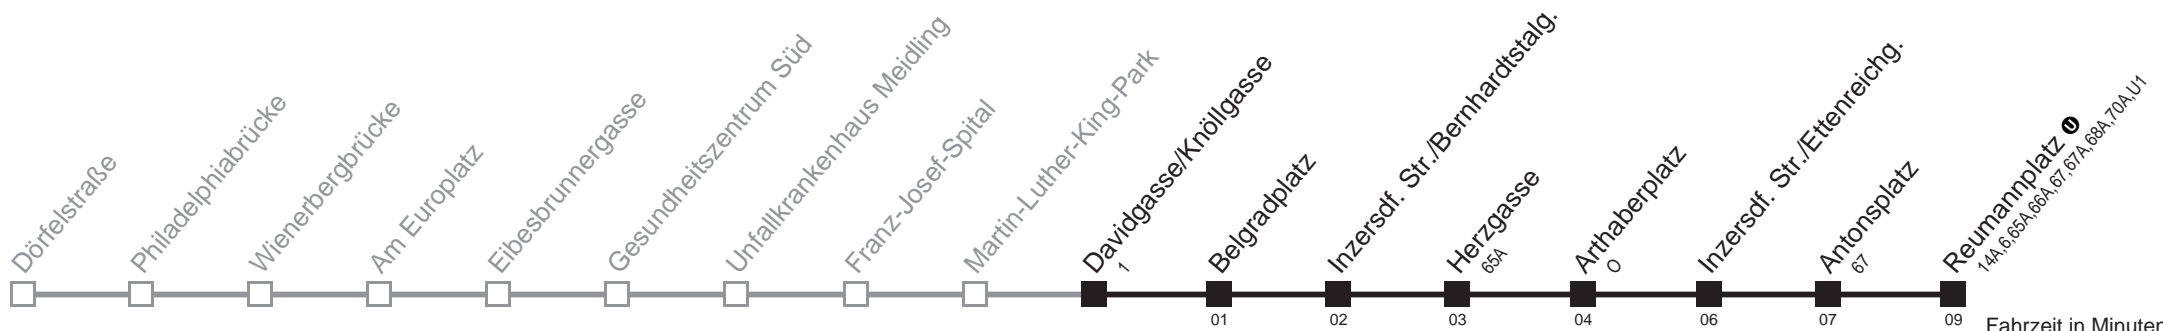 Dörfelstraße
Philadelphiabrücke
Wienerbergbrücke
Am Europlatz
Eibesbrunnergasse
Gesundheitszentrum Süd
Unfallkrankenhaus Meidling
Franz-Josef-Spital
Martin-Luther-King-Park
Davidgasse/Knöllgasse
1
Belgradplatz
Inzersdf. Str./Bernhardtstalg.
Herzgasse
65A
Arthaberplatz
O
Inzersdf. Str./Ettenreichg.
Antonsplatz
67
Reumannplatz U
14A,6,65A,66A,67,67A,68A,70A,U1
01 02 03 04 06 07 09 Fahrzeit in Minuten